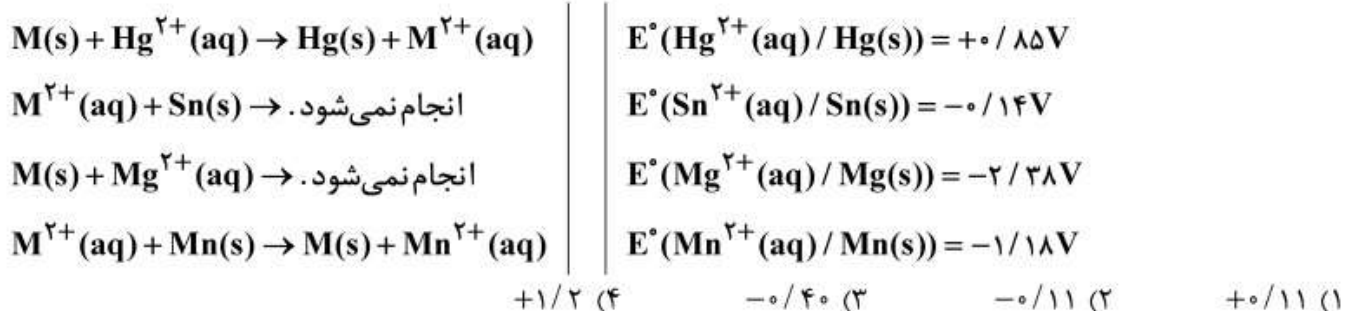 M(s) + Hg²⁺(aq) → Hg(s) + M²⁺(aq) E°(Hg²⁺(aq) / Hg(s)) = +۰/۸۵V
M²⁺(aq) + Sn(s) → انجام نمی‌شود. E°(Sn²⁺(aq) / Sn(s)) = −۰/۱۴V
M(s) + Mg²⁺(aq) → انجام نمی‌شود. E°(Mg²⁺(aq) / Mg(s)) = −۲/۳۸V
M²⁺(aq) + Mn(s) → M(s) + Mn²⁺(aq) E°(Mn²⁺(aq) / Mn(s)) = −۱/۱۸V
۱) +۰/۱۱ ۲) −۰/۱۱ ۳) −۰/۴۰ ۴) +۱/۲